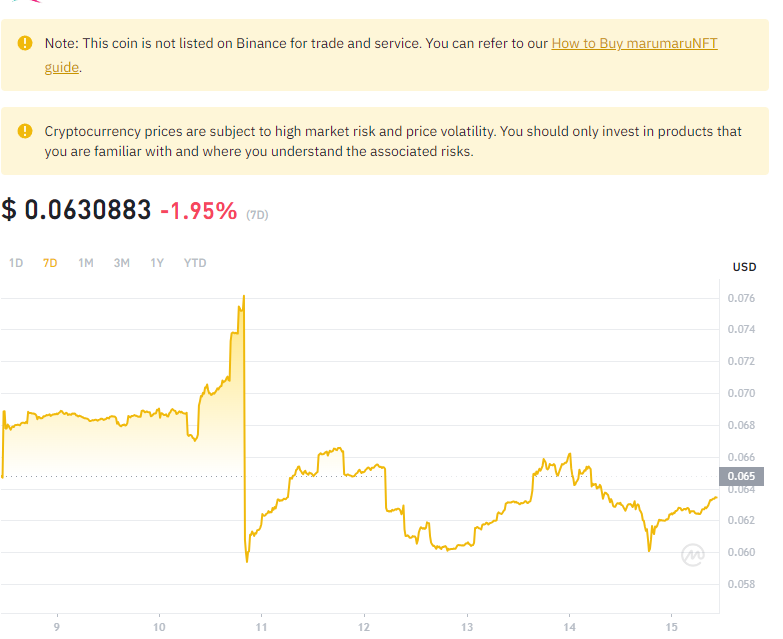 Note: This coin is not listed on Binance for trade and service. You can refer to our How to Buy marumaruNFT
guide.
Cryptocurrency prices are subject to high market risk and price volatility. You should only invest in products that
you are familiar with and where you understand the associated risks.
$ 0.0630883 -1.95% (7D)
1D 7D 1M 3M 1Y YTD
USD
0.076
0.074
0.072
0.070
0.068
0.066
0.065
0.064
0.062
0.060
0.058
9 10 11 12 13 14 15